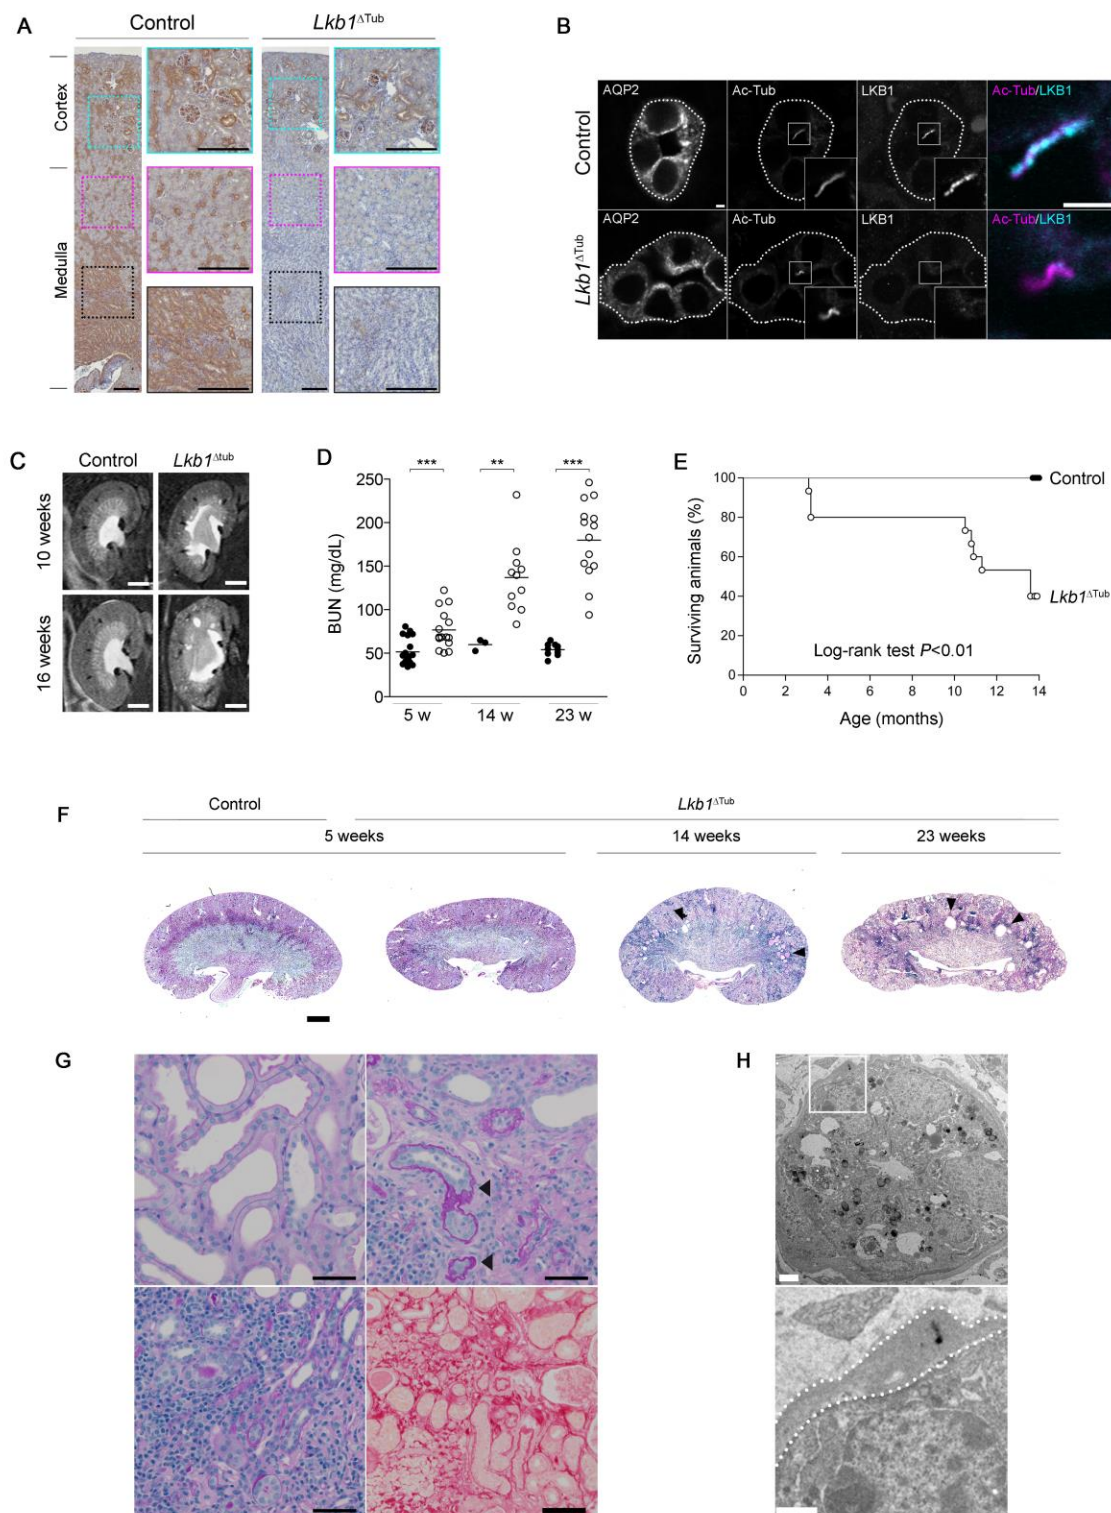 A
Control
Lkb1ΔTub
Cortex
Medulla
B
AQP2
Ac-Tub
LKB1
Ac-Tub/LKB1
Control
AQP2
Ac-Tub
LKB1
Ac-Tub/LKB1
Lkb1ΔTub
C
Control
Lkb1Δtub
10 weeks
16 weeks
D
***
**
***
250
200
150
100
50
0
BUN (mg/dL)
5 w
14 w
23 w
E
100
80
60
40
20
0
Surviving animals (%)
Control
Lkb1ΔTub
Log-rank test P<0.01
0
2
4
6
8
10
12
14
Age (months)
F
Control
Lkb1ΔTub
5 weeks
14 weeks
23 weeks
G
H